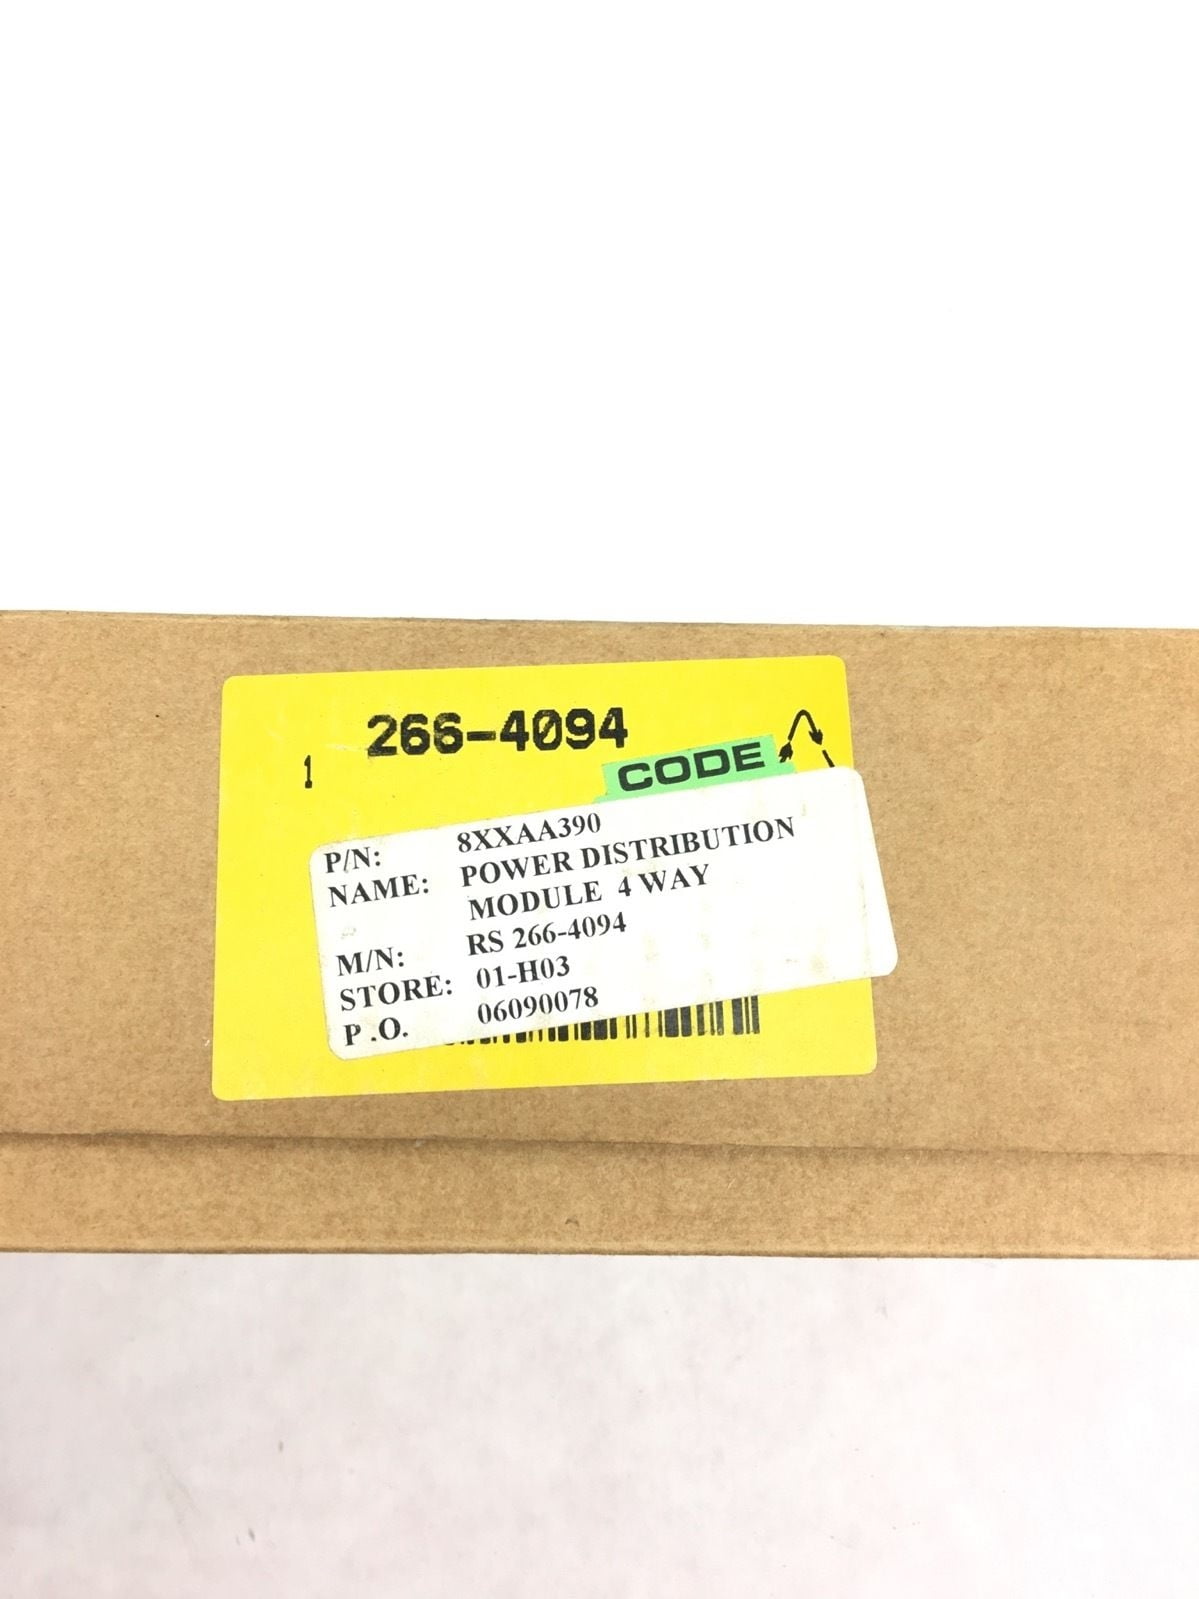 266-4094
1
CODE
P/N: 8XXAA390
NAME: POWER DISTRIBUTION
MODULE 4 WAY
M/N: RS 266-4094
STORE: 01-H03
P .O. 06090078